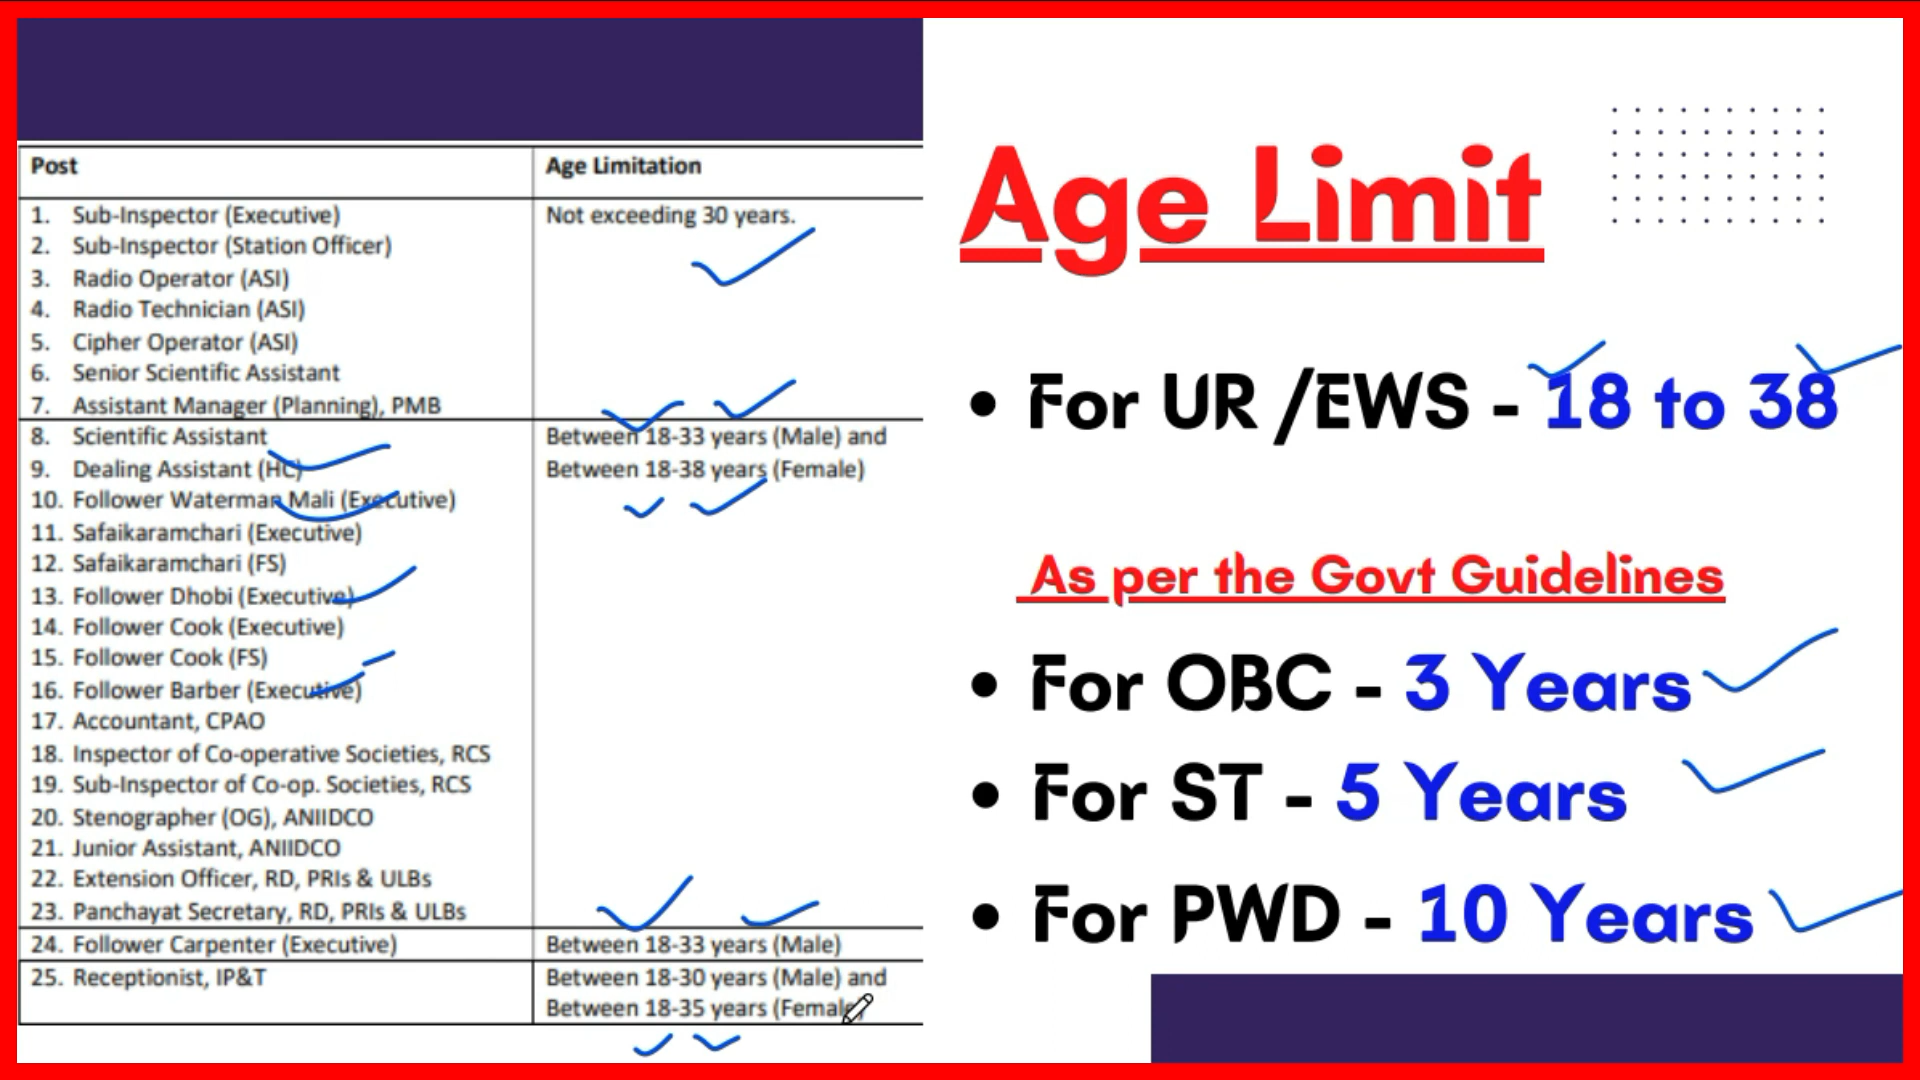 Post Age Limitation
1. Sub-Inspector (Executive) Not exceeding 30 years.
2. Sub-Inspector (Station Officer)
3. Radio Operator (ASI)
4. Radio Technician (ASI)
5. Cipher Operator (ASI)
6. Senior Scientific Assistant
7. Assistant Manager (Planning), PMB
8. Scientific Assistant Between 18-33 years (Male) and
9. Dealing Assistant (HC) Between 18-38 years (Female)
10. Follower Waterman Mali (Executive)
11. Safaikaramchari (Executive)
12. Safaikaramchari (FS)
13. Follower Dhobi (Executive)
14. Follower Cook (Executive)
15. Follower Cook (FS)
16. Follower Barber (Executive)
17. Accountant, CPAO
18. Inspector of Co-operative Societies, RCS
19. Sub-Inspector of Co-op. Societies, RCS
20. Stenographer (OG), ANIIDCO
21. Junior Assistant, ANIIDCO
22. Extension Officer, RD, PRIs & ULBs
23. Panchayat Secretary, RD, PRIs & ULBs
24. Follower Carpenter (Executive) Between 18-33 years (Male)
25. Receptionist, IP&T Between 18-30 years (Male) and
Between 18-35 years (Female)
Age Limit
• For UR /EWS - 18 to 38
As per the Govt Guidelines
• For OBC - 3 Years
• For ST - 5 Years
• For PWD - 10 Years